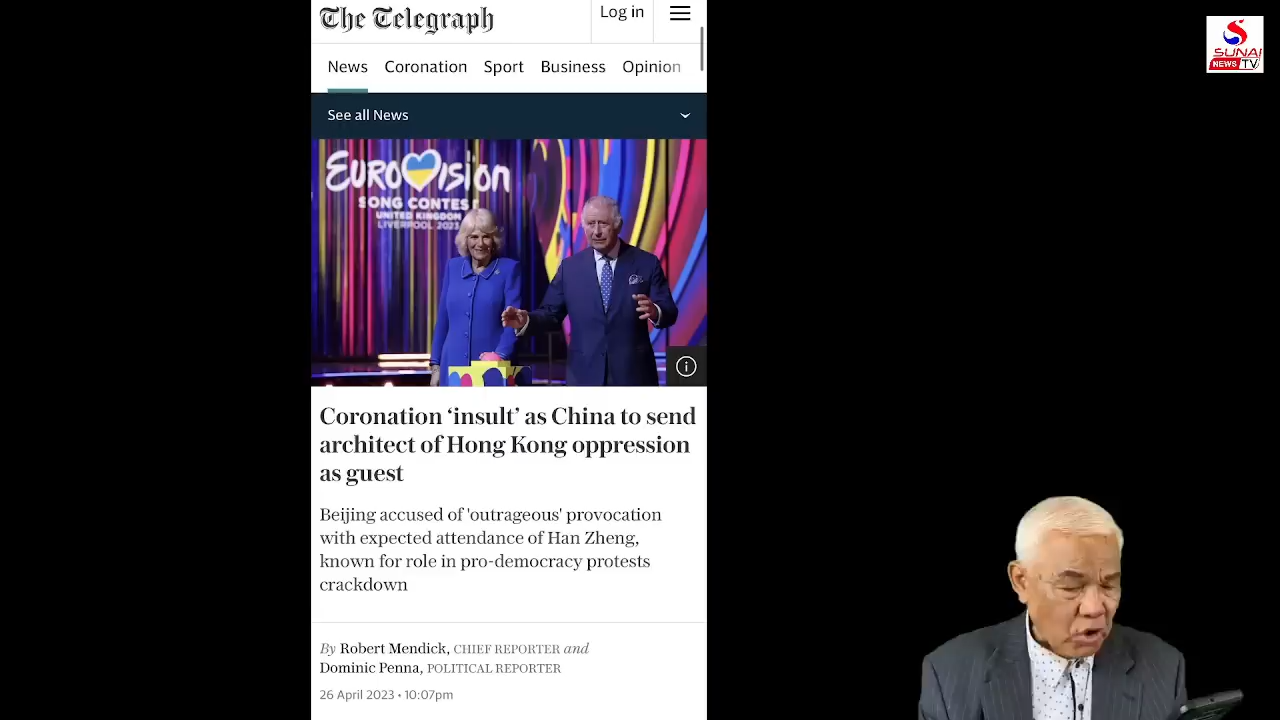 The Telegraph
Log in
News Coronation Sport Business Opinion
See all News
EUROVISION
SONG CONTEST
UNITED KINGDOM
LIVERPOOL 2023
Coronation ‘insult’ as China to send
architect of Hong Kong oppression
as guest
Beijing accused of 'outrageous' provocation
with expected attendance of Han Zheng,
known for role in pro-democracy protests
crackdown
By Robert Mendick, CHIEF REPORTER and
Dominic Penna, POLITICAL REPORTER
26 April 2023 • 10:07pm
SUNAI
NEWS TV